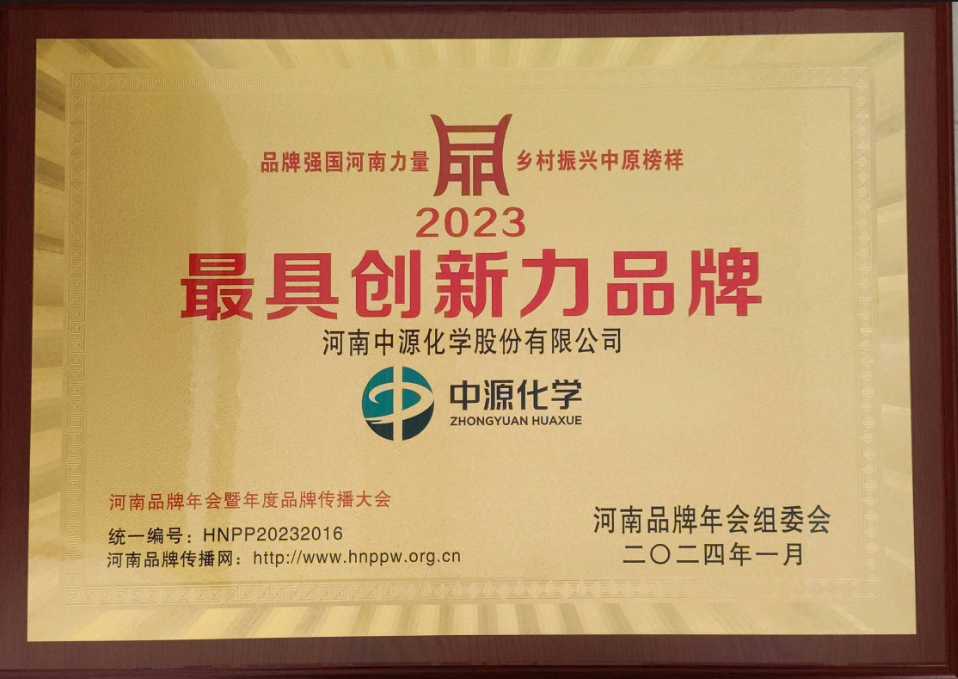 品牌强国河南力量 品 乡村振兴中原榜样
2023
最具创新力品牌
河南中源化学股份有限公司
中源化学
ZHONGYUAN HUAXUE
河南品牌年会暨年度品牌传播大会
统一编号：HNPP20232016
河南品牌传播网：http://www.hnppw.org.cn
河南品牌年会组委会
二〇二四年一月